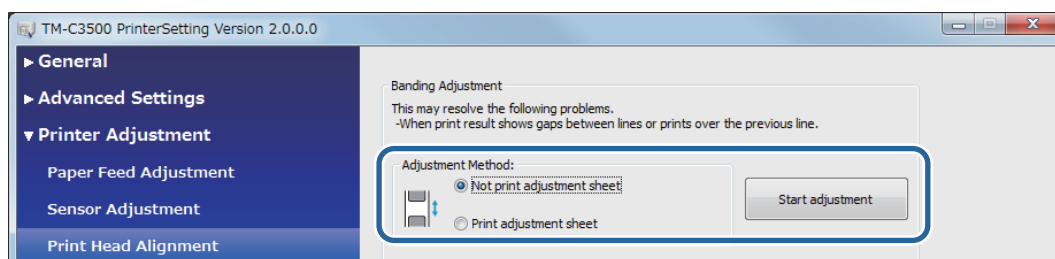 TM-C3500 PrinterSetting Version 2.0.0.0
General
Advanced Settings
Printer Adjustment
Paper Feed Adjustment
Sensor Adjustment
Print Head Alignment
Banding Adjustment
This may resolve the following problems.
-When print result shows gaps between lines or prints over the previous line.
Adjustment Method:
Not print adjustment sheet
Print adjustment sheet
Start adjustment